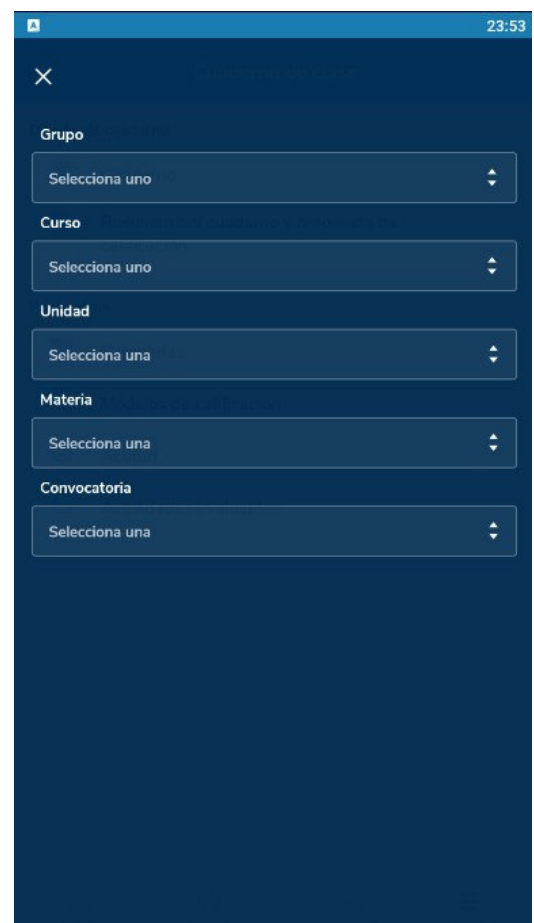 A
23:53
Grupo
Selecciona uno
Curso
Selecciona uno
Unidad
Selecciona una
Materia
Selecciona una
Convocatoria
Selecciona una